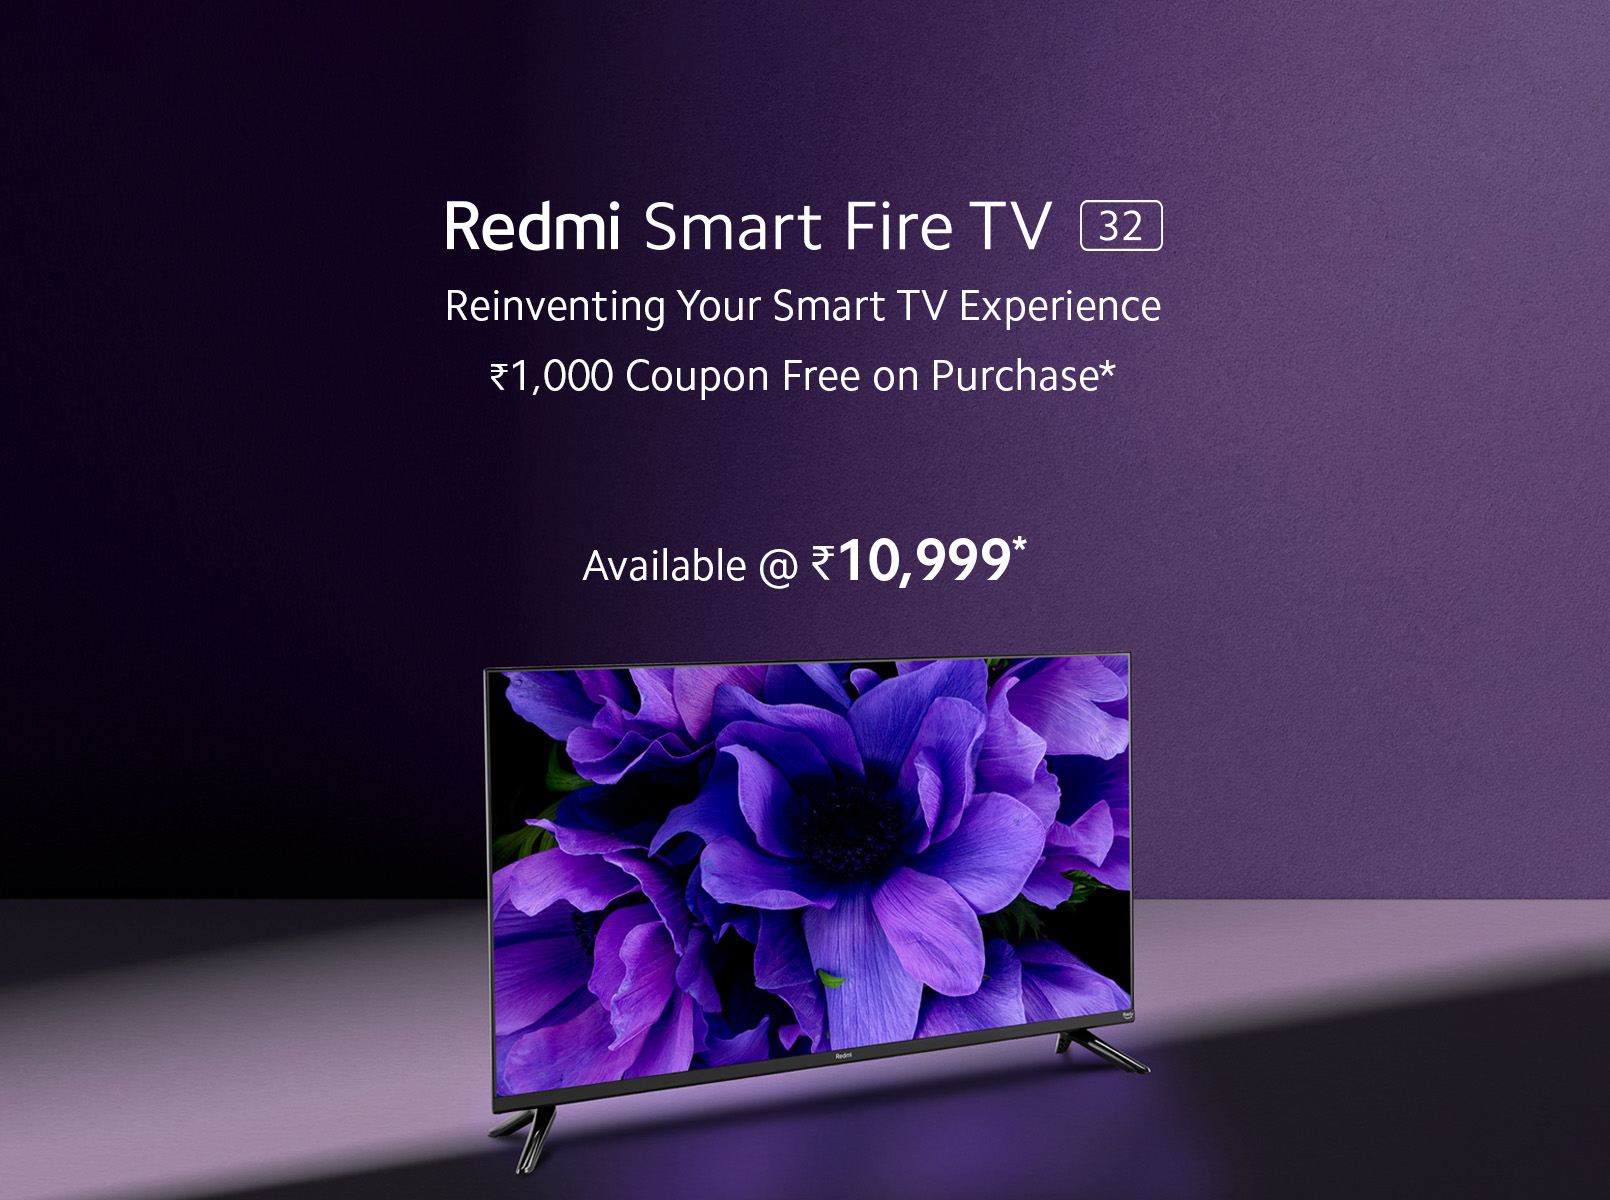 Redmi Smart Fire TV 32
Reinventing Your Smart TV Experience
₹1,000 Coupon Free on Purchase*
Available @ ₹10,999*
Redmi